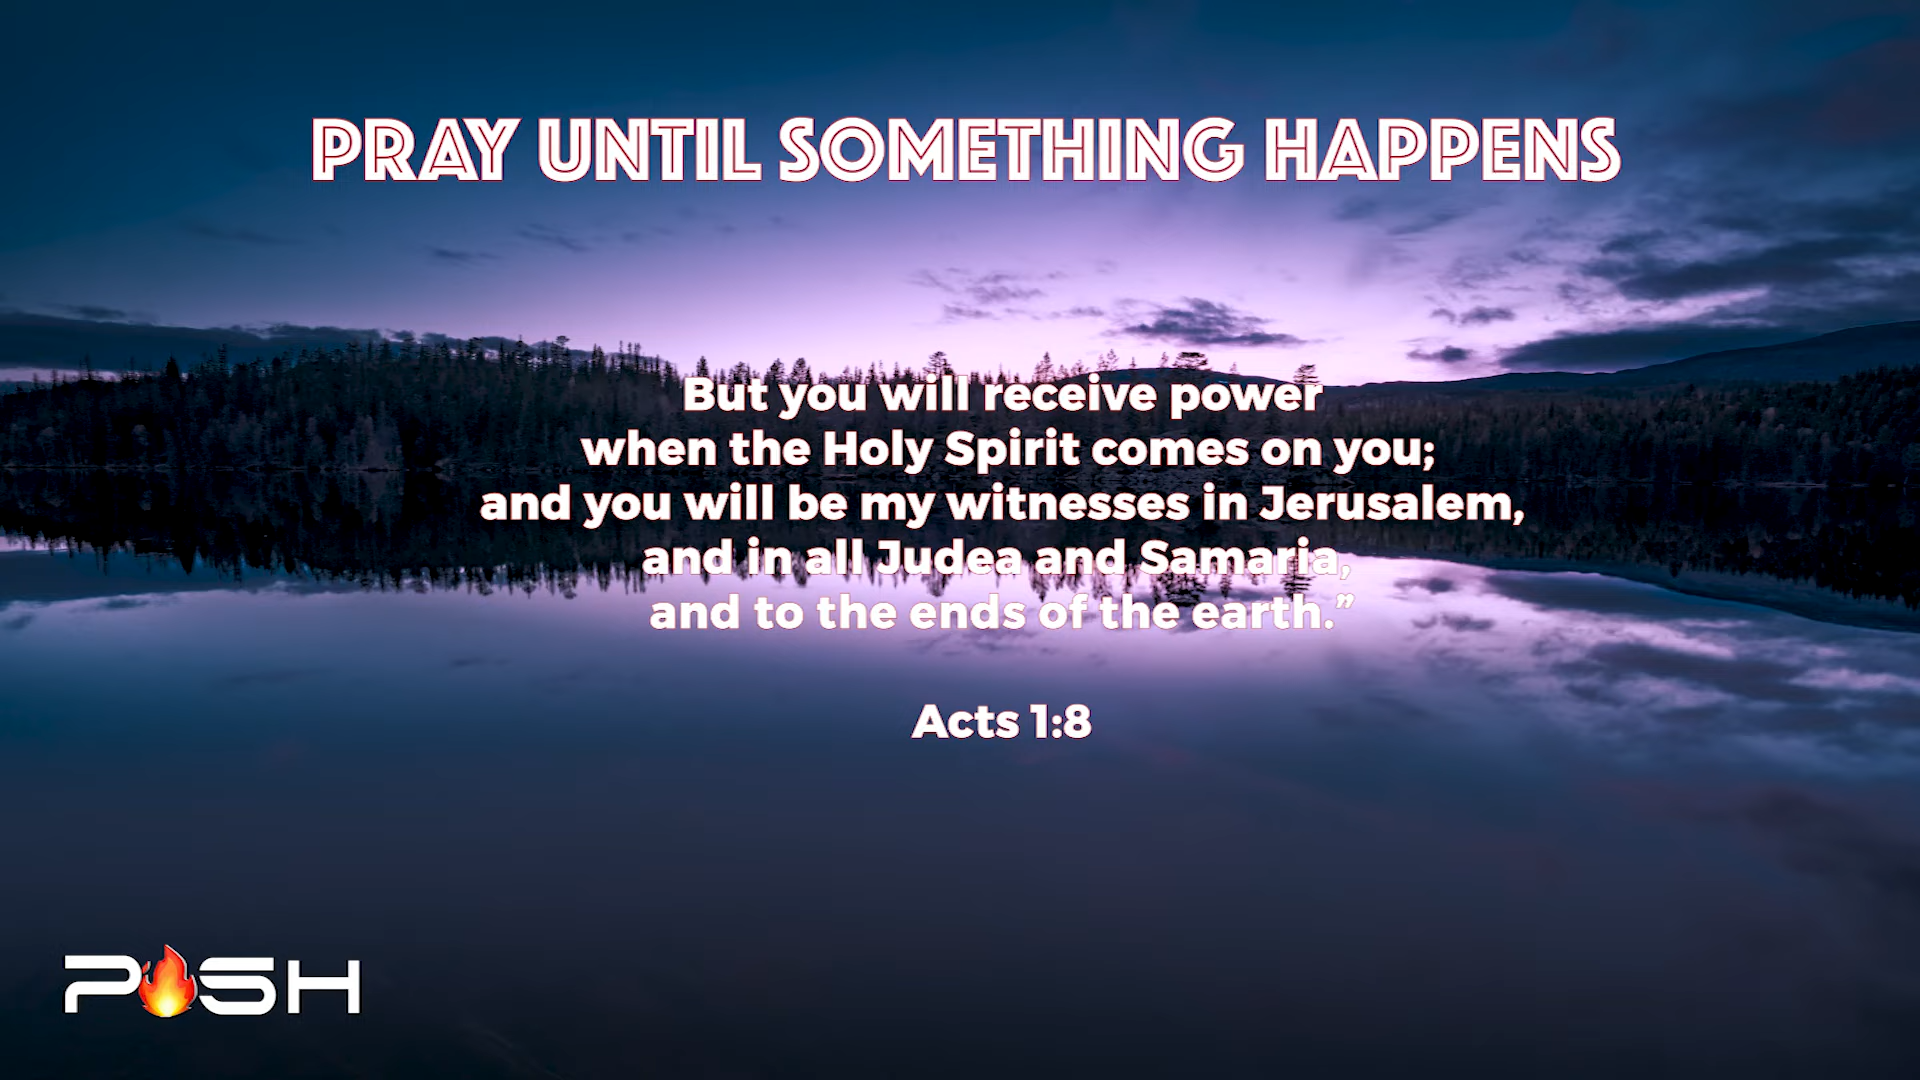 PRAY UNTIL SOMETHING HAPPENS
But you will receive power
when the Holy Spirit comes on you;
and you will be my witnesses in Jerusalem,
and in all Judea and Samaria,
and to the ends of the earth.”
Acts 1:8
P🔥SH